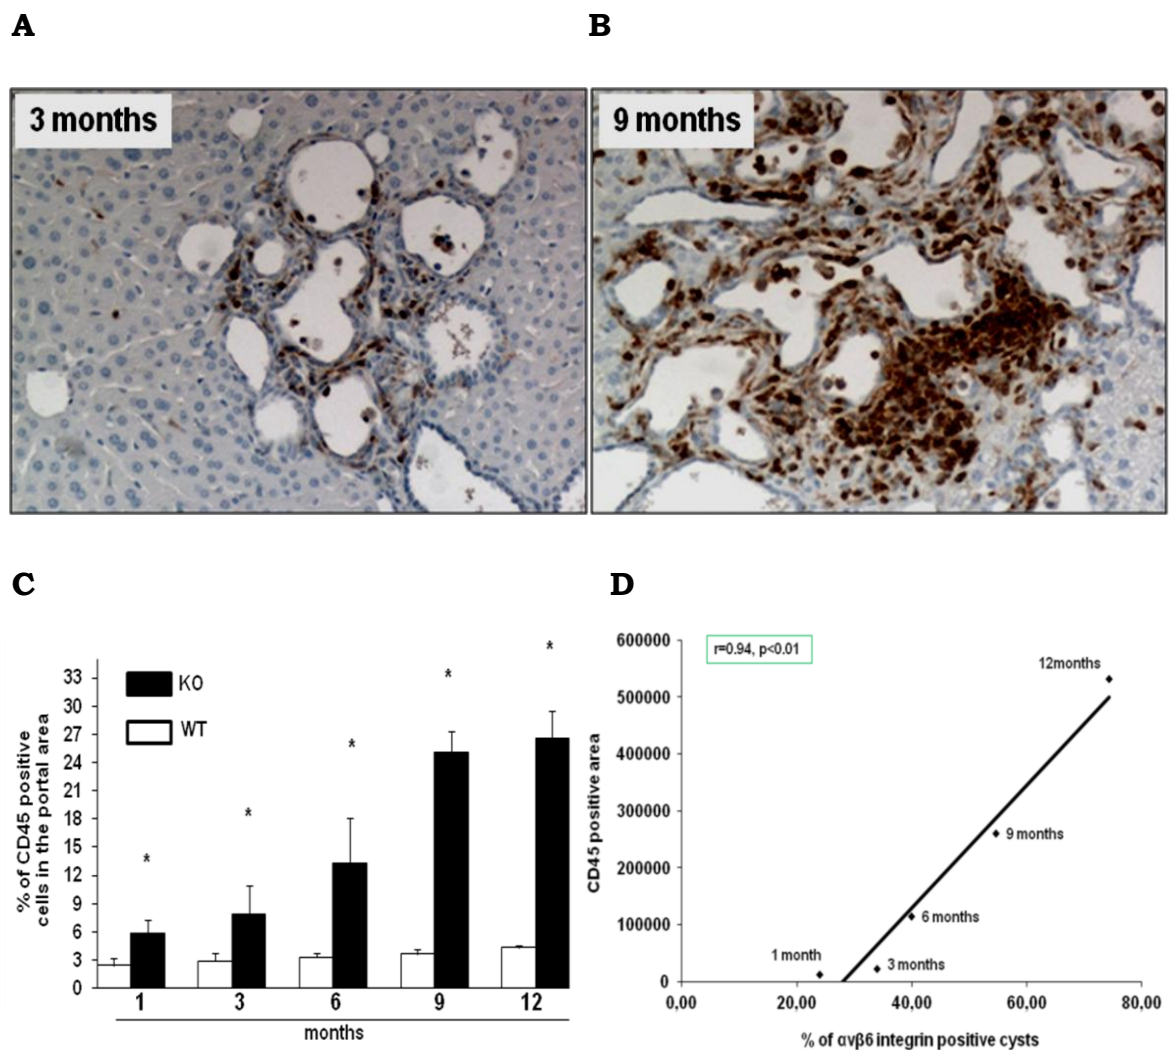 A
B
3 months
9 months
C
D
KO
WT
% of CD45 positive
cells in the portal area
33
30
27
24
21
18
15
12
9
6
3
0
*
*
*
*
*
1 3 6 9 12
months
r=0.94, p<0.01
CD45 positive area
600000
500000
400000
300000
200000
100000
0
12months
9 months
6 months
3 months
1 month
0,00 20,00 40,00 60,00 80,00
% of αvβ6 integrin positive cysts